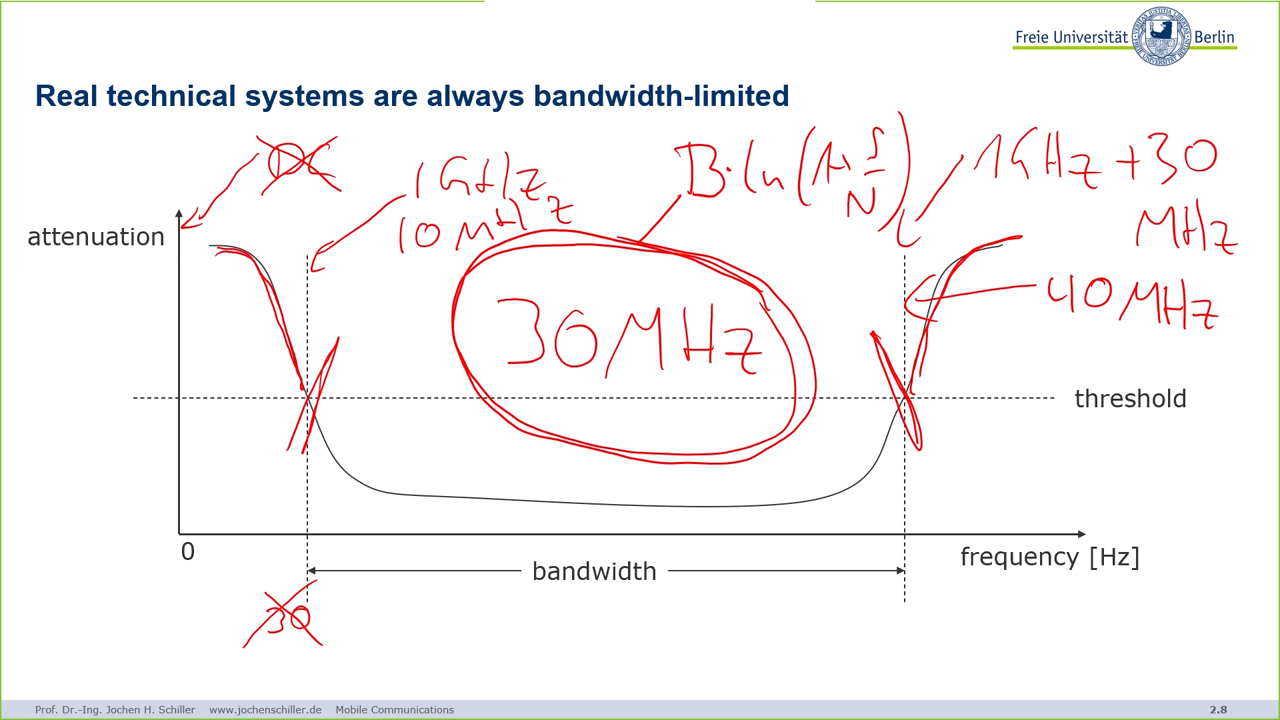 Freie Universität Berlin
Real technical systems are always bandwidth-limited
DC
1GHz
10 MHz
B·ln(1+S/N)
1GHz +30
MHz
attenuation
30MHz
40MHz
threshold
0
frequency [Hz]
bandwidth
30
Prof. Dr.-Ing. Jochen H. Schiller www.jochenschiller.de Mobile Communications 2.8